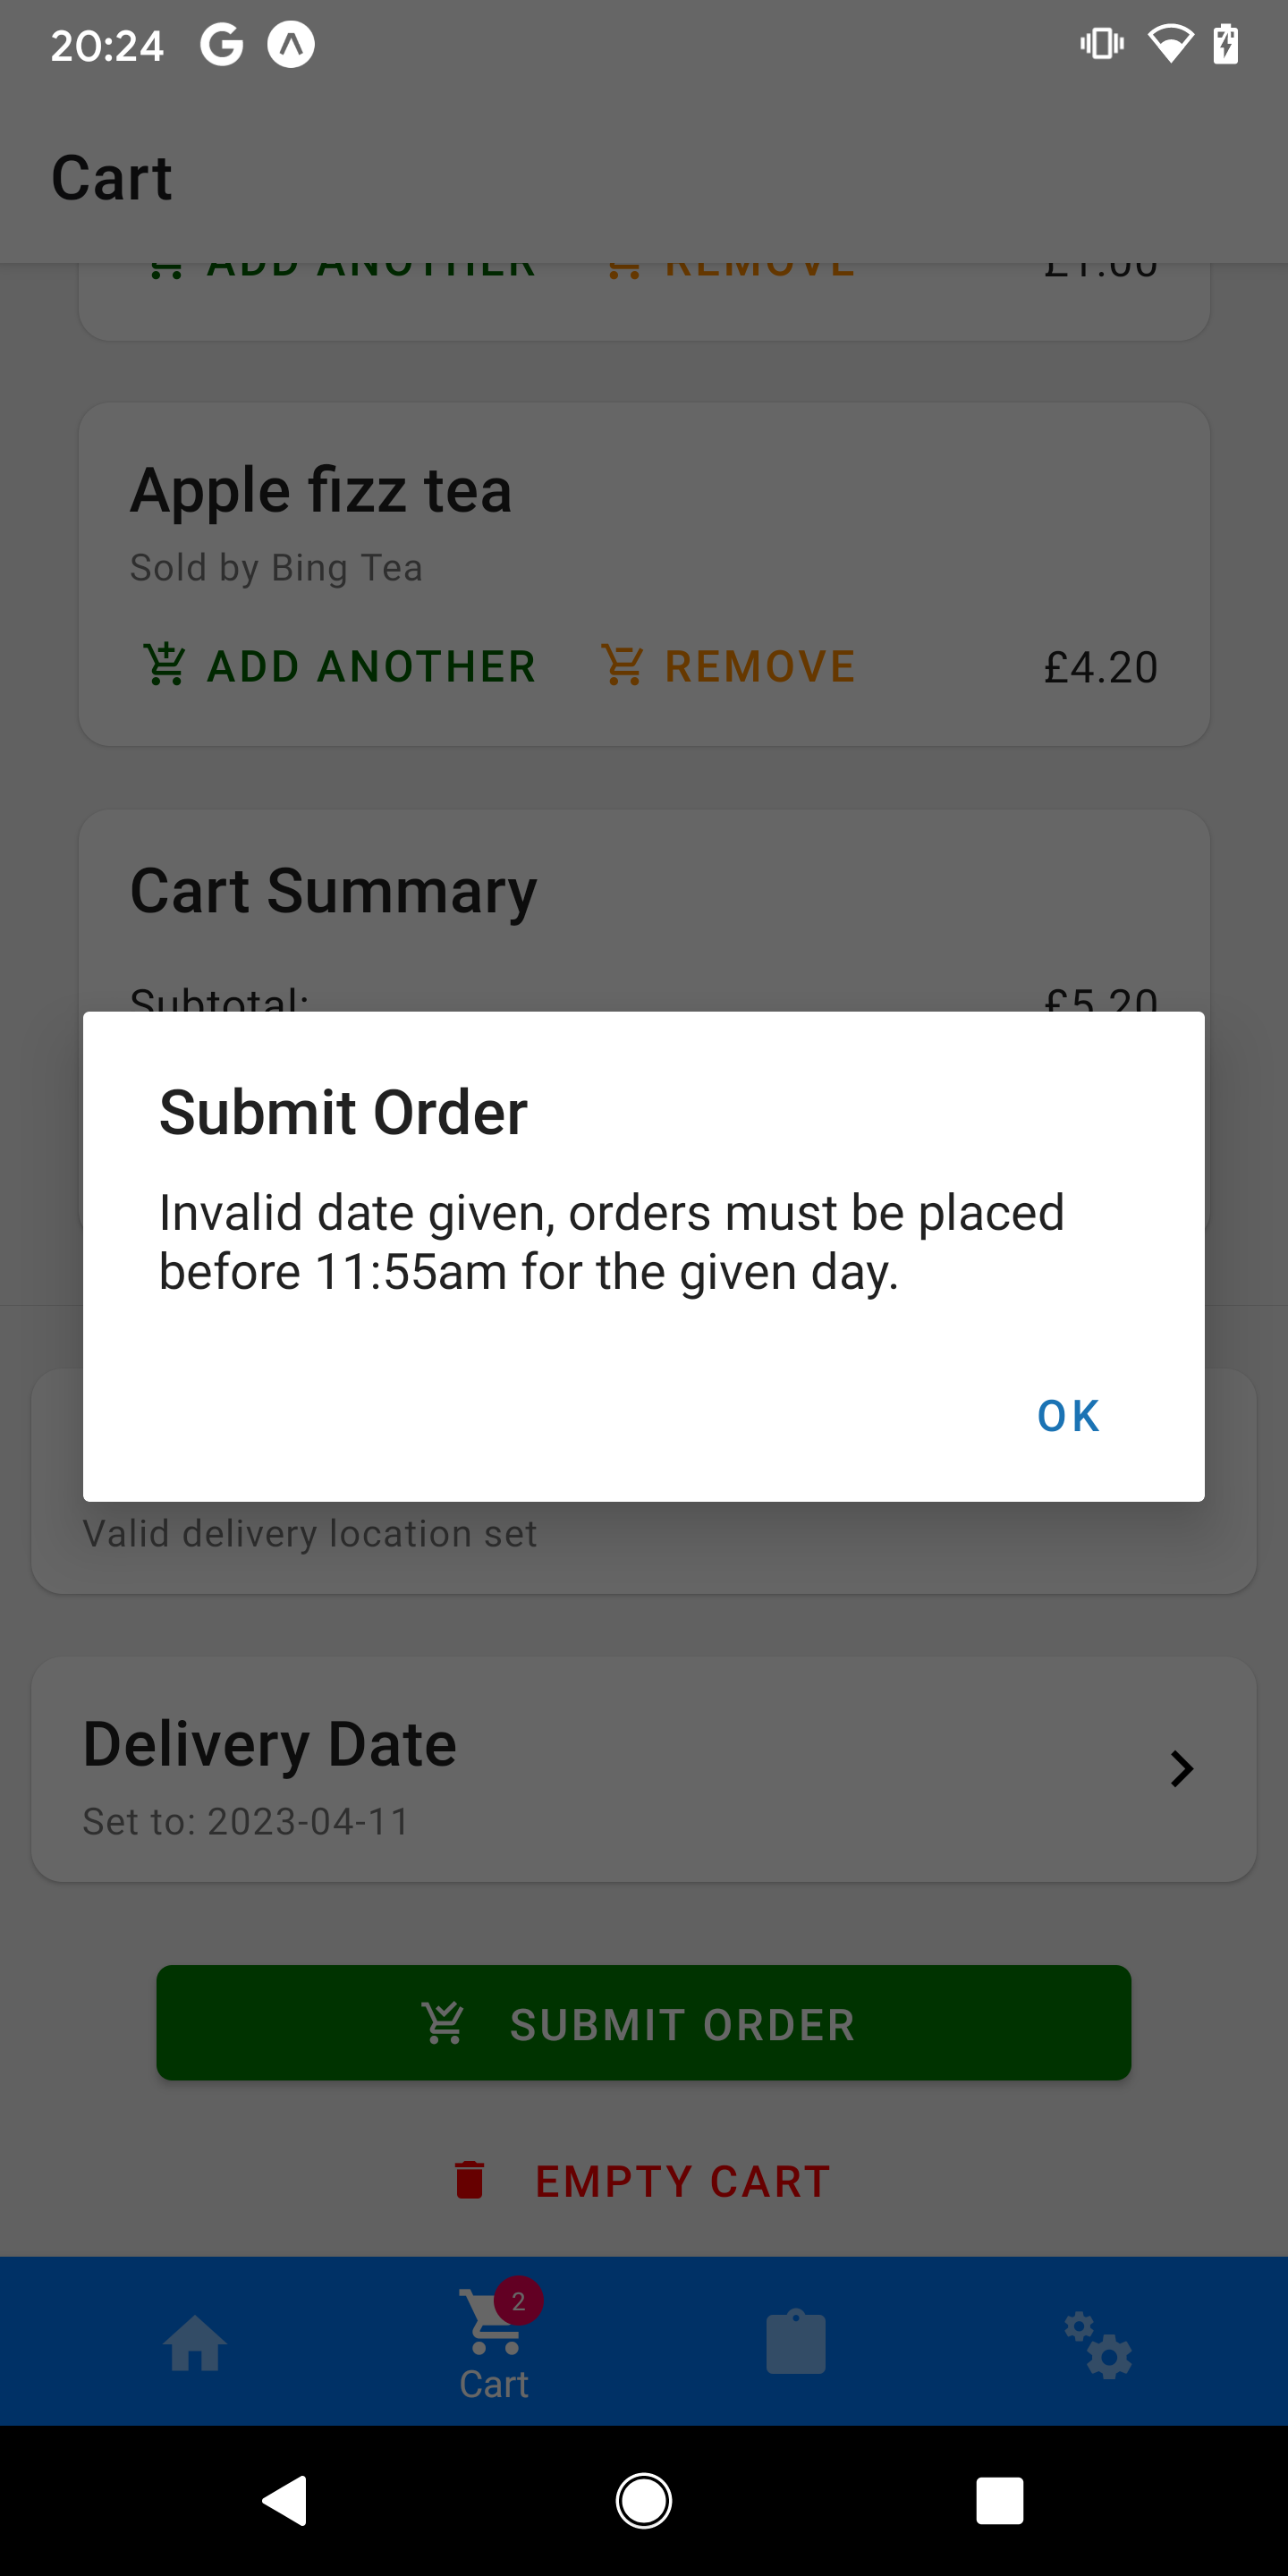 20:24
Cart
ADD ANOTHER REMOVE £1.00
Apple fizz tea
Sold by Bing Tea
ADD ANOTHER REMOVE £4.20
Cart Summary
Subtotal: £5.20
Submit Order
Invalid date given, orders must be placed
before 11:55am for the given day.
OK
Valid delivery location set
Delivery Date
Set to: 2023-04-11
SUBMIT ORDER
EMPTY CART
2
Cart